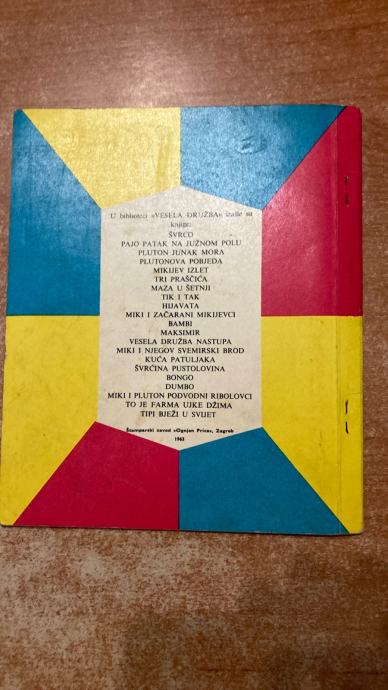 U biblioteci »VESELA DRUŽBA« izašle su
knjige:
ŠVRĆO
PAJO PATAK NA JUŽNOM POLU
PLUTON JUNAK MORA
PLUTONOVA POBJEDA
MIKIJEV IZLET
TRI PRAŠČIĆA
MAZA U ŠETNJI
TIK I TAK
HIJAVATA
MIKI I ZAČARANI MIKIJEVCI
BAMBI
MAKSIMIR
VESELA DRUŽBA NASTUPA
MIKI I NJEGOV SVEMIRSKI BROD
KUĆA PATULJAKA
ŠVRĆINA PUSTOLOVINA
BONGO
DUMBO
MIKI I PLUTON PODVODNI RIBOLOVCI
TO JE FARMA UJKE DŽIMA
TIPI BJEŽI U SVIJET
Štamparski zavod »Ognjen Prica«, Zagreb
1963